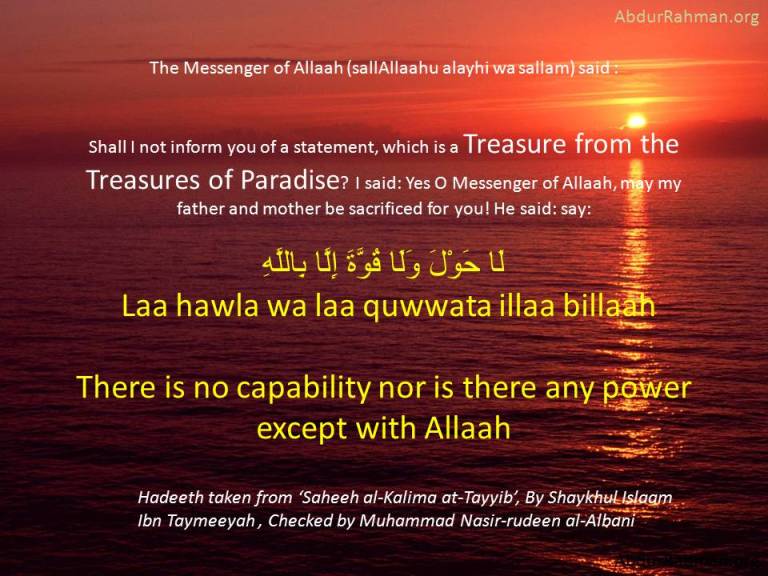 AbdurRahman.org
The Messenger of Allaah (sallAllaahu alayhi wa sallam) said :
Shall I not inform you of a statement, which is a Treasure from the
Treasures of Paradise? I said: Yes O Messenger of Allaah, may my
father and mother be sacrificed for you! He said: say:
لَا حَوْلَ وَلَا قُوَّةَ إِلَّا بِاللَّهِ
Laa hawla wa laa quwwata illaa billaah
There is no capability nor is there any power
except with Allaah
Hadeeth taken from ‘Saheeh al-Kalima at-Tayyib’, By Shaykhul Islaam
Ibn Taymeeyah , Checked by Muhammad Nasir-rudeen al-Albani